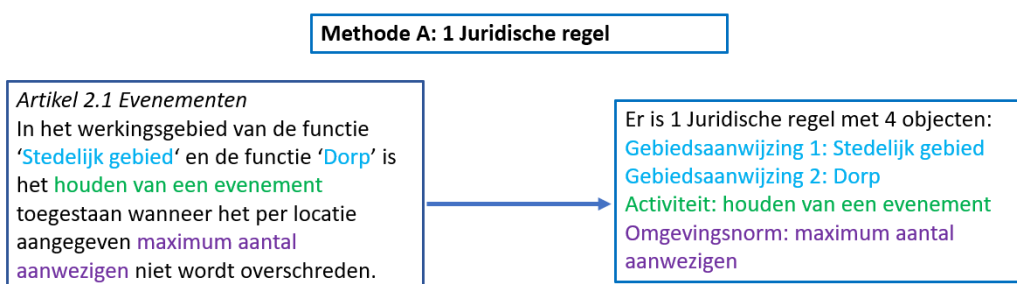 Methode A: 1 Juridische regel
Artikel 2.1 Evenementen
In het werkingsgebied van de functie
‘Stedelijk gebied‘ en de functie ‘Dorp’ is
het houden van een evenement
toegestaan wanneer het per locatie
aangegeven maximum aantal
aanwezigen niet wordt overschreden.
Er is 1 Juridische regel met 4 objecten:
Gebiedsaanwijzing 1: Stedelijk gebied
Gebiedsaanwijzing 2: Dorp
Activiteit: houden van een evenement
Omgevingsnorm: maximum aantal
aanwezigen